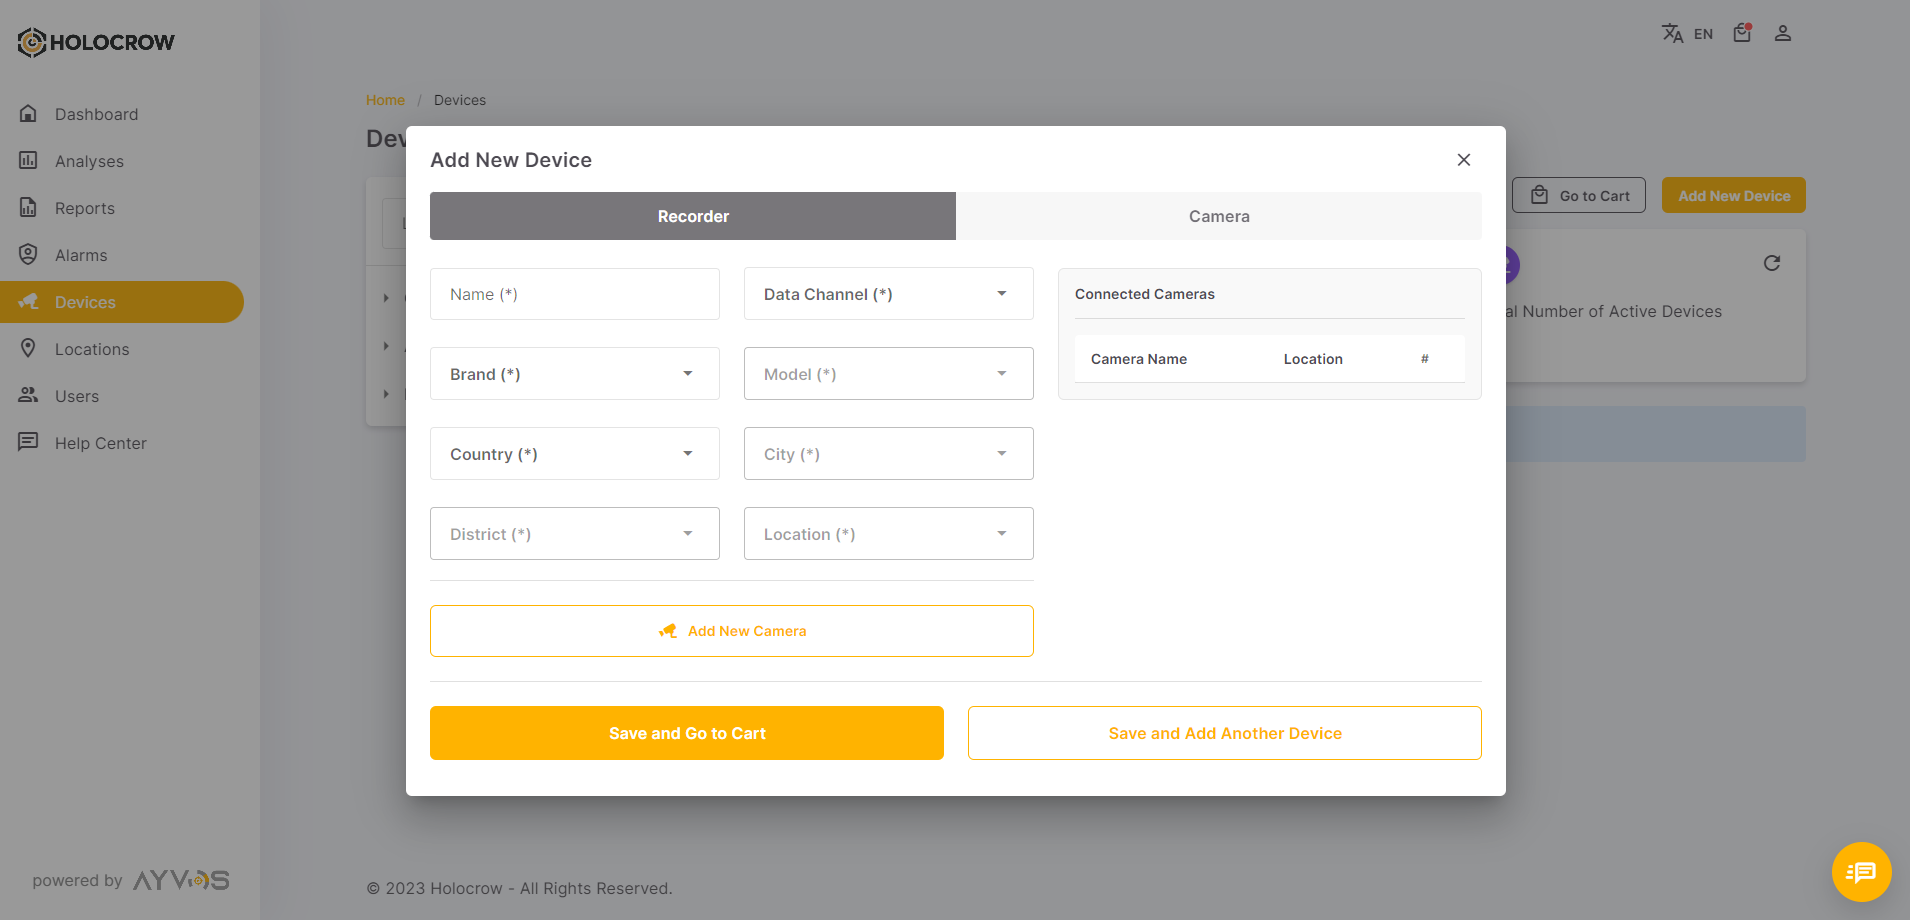 HOLOCROW
EN
Dashboard
Analyses
Reports
Alarms
Devices
Locations
Users
Help Center
powered by AYVOS
Home / Devices
Go to Cart
Add New Device
Number of Active Devices
Add New Device
Recorder
Camera
Name (*)
Data Channel (*)
Brand (*)
Model (*)
Country (*)
City (*)
District (*)
Location (*)
Connected Cameras
Camera Name Location #
Add New Camera
Save and Go to Cart
Save and Add Another Device
© 2023 Holocrow - All Rights Reserved.